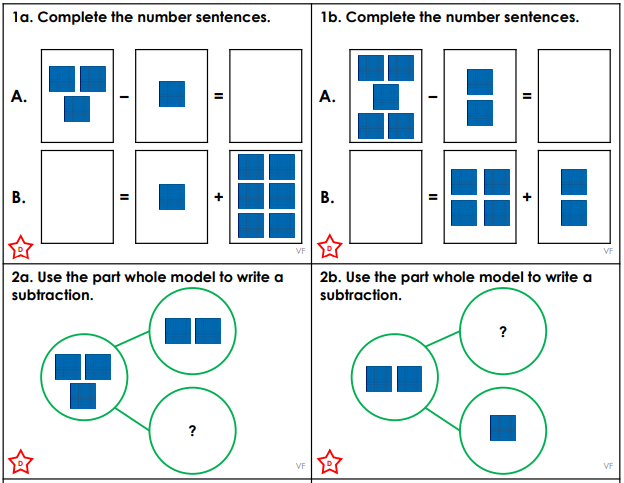 1a. Complete the number sentences.
A. - =
B. = +
D
VF
1b. Complete the number sentences.
A. - =
B. = +
D
VF
2a. Use the part whole model to write a
subtraction.
?
D
VF
2b. Use the part whole model to write a
subtraction.
?
D
VF